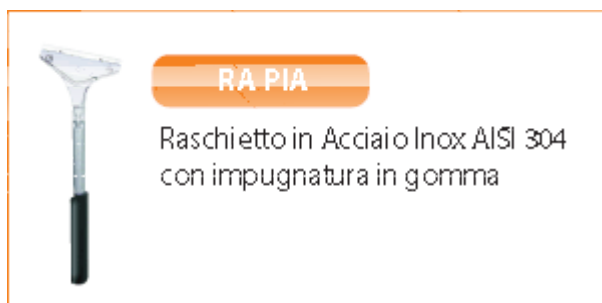 RA PIA
Raschietto in Acciaio Inox AISI 304
con impugnatura in gomma